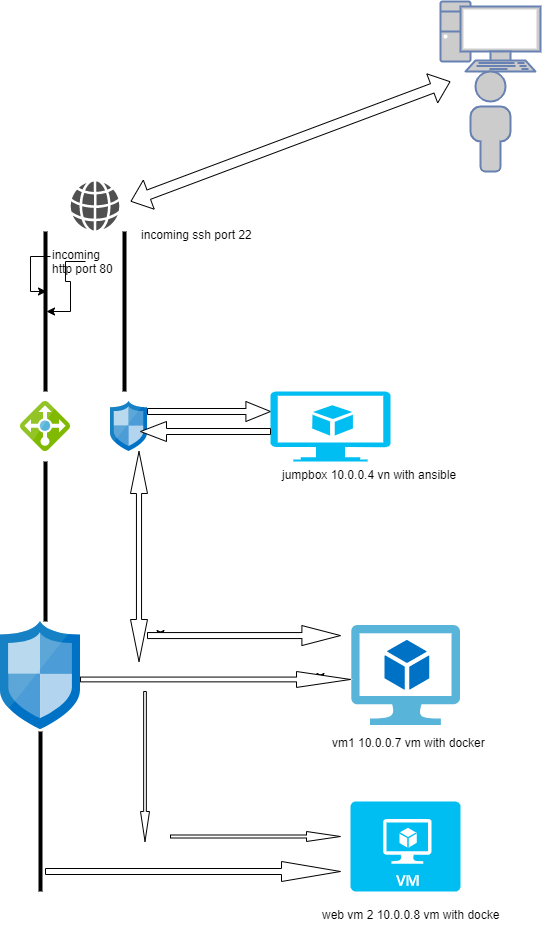 incoming ssh port 22
incoming
http port 80
jumpbox 10.0.0.4 vn with ansible
vm1 10.0.0.7 vm with docker
VM
web vm 2 10.0.0.8 vm with docke